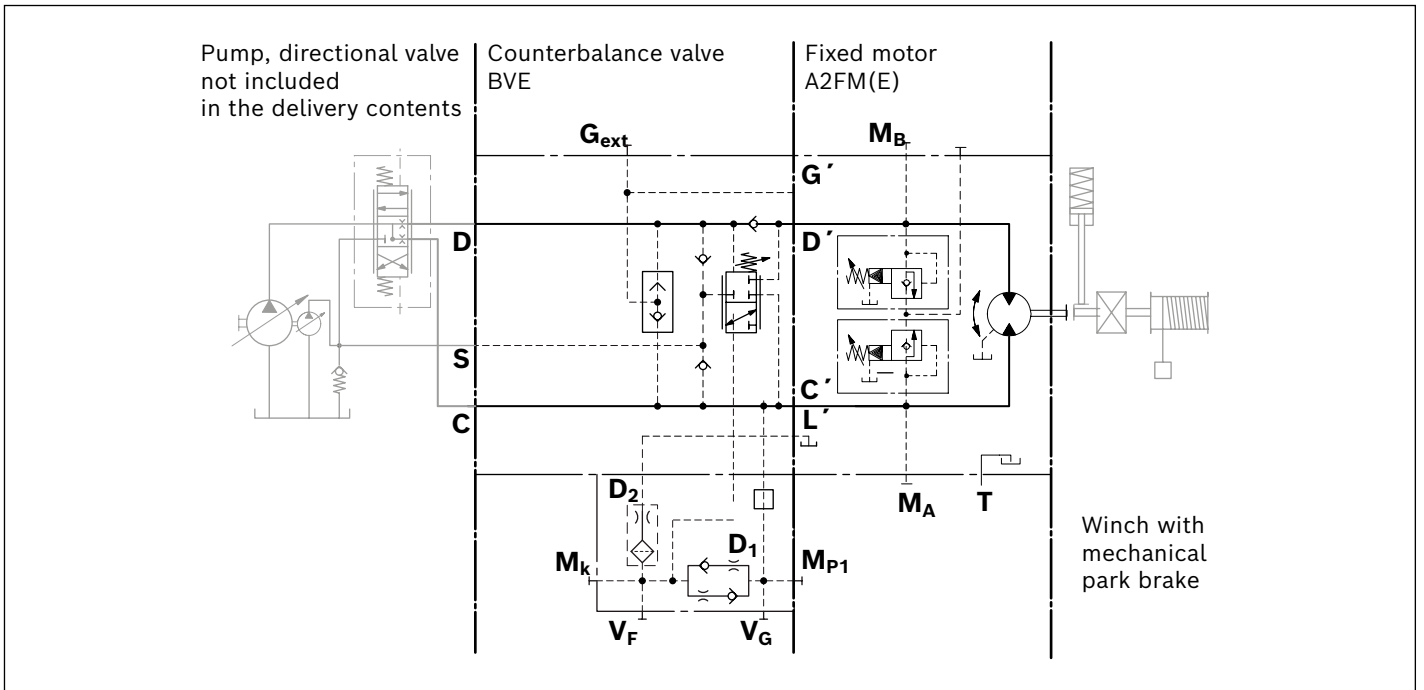 Pump, directional valve
not included
in the delivery contents
Counterbalance valve
BVE
Fixed motor
A2FM(E)
Gext
MB
G´
D
D´
S
C´
C
L´
D2
MA
T
Mk
D1
MP1
VF
VG
Winch with
mechanical
park brake